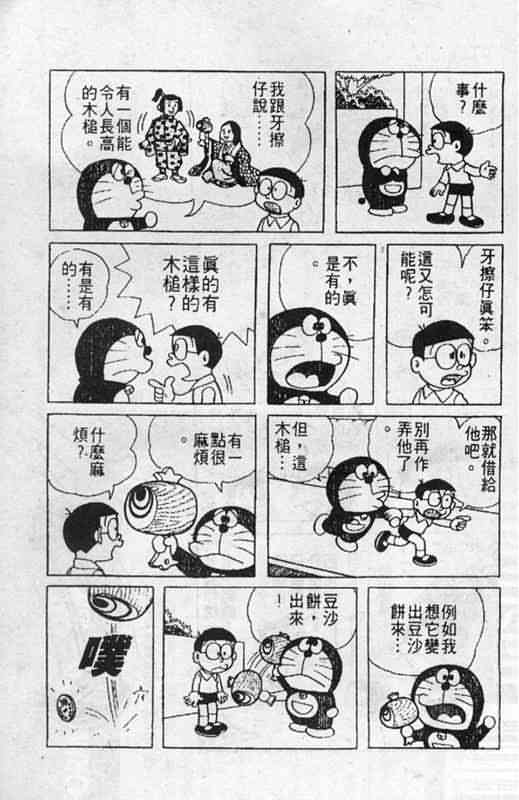 什麼
事？
我跟牙擦
仔說……
有一個能
令人長高
的木槌。
牙擦仔眞笨。
這又怎可
能呢？
不，眞
是有的
。
眞的有
這樣的
木槌？
有是有
的……
那就借給
他吧。
別再作
弄他了
。
但，這
木槌…
有一
點很
麻煩
。
什麼麻
煩？
例如我
想它變
出豆沙
餅來…
豆沙
餅，
出來
！
噗